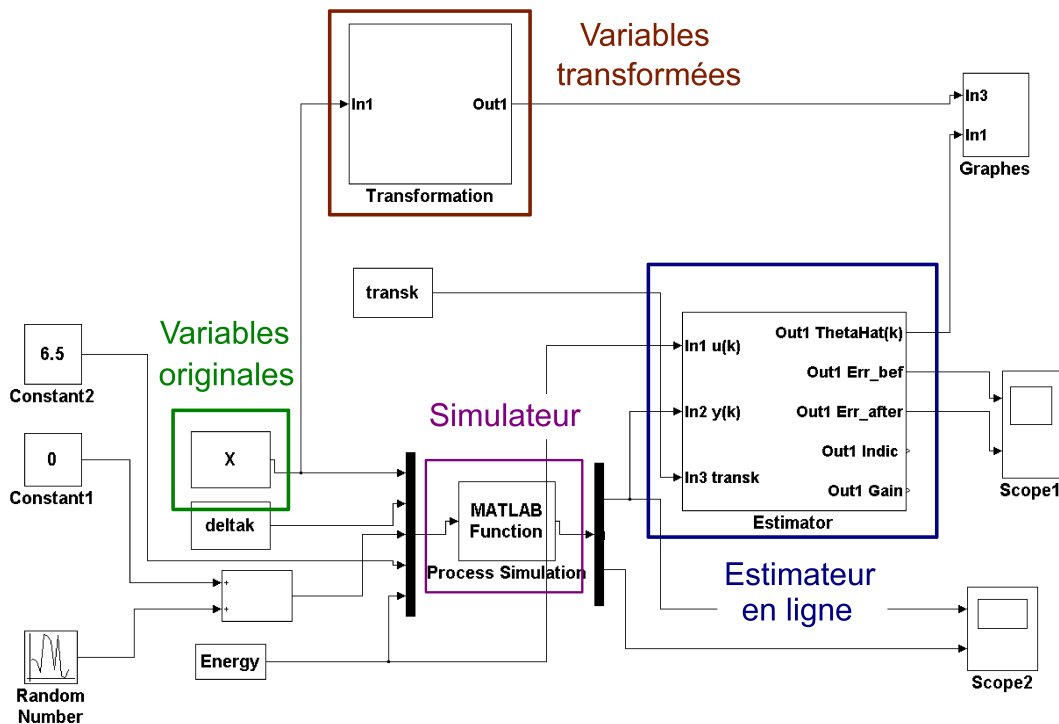 Variables
transformées
In1
Out1
Transformation
In3
In1
Graphes
transk
Variables
originales
6.5
Constant2
0
Constant1
X
deltak
Simulateur
MATLAB
Function
Process Simulation
In1 u(k)
In2 y(k)
In3 transk
Out1 ThetaHat(k)
Out1 Err_bef
Out1 Err_after
Out1 Indic
Out1 Gain
Estimator
Scope1
Estimateur
en ligne
+
+
Energy
Random
Number
Scope2